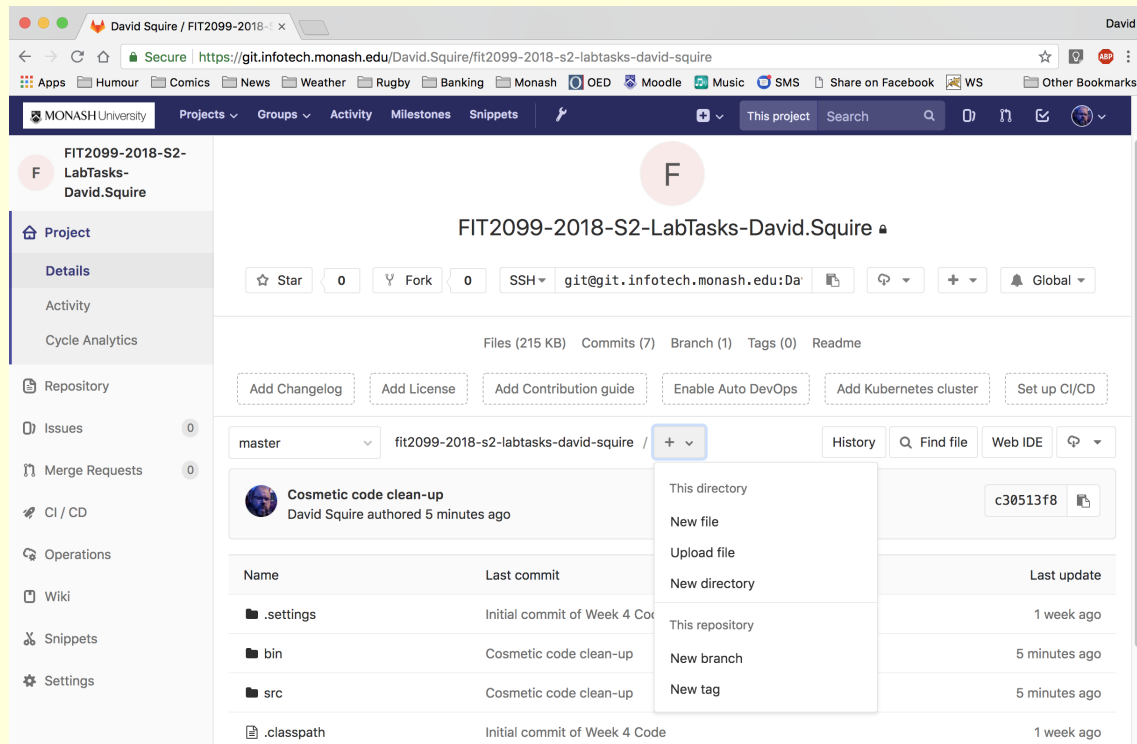 David Squire / FIT2099-2018-S
David
Secure https://git.infotech.monash.edu/David.Squire/fit2099-2018-s2-labtasks-david-squire
ABP
Apps Humour Comics News Weather Rugby Banking Monash OED Moodle Music SMS Share on Facebook WS Other Bookmarks
MONASH University Projects Groups Activity Milestones Snippets This project Search
F
FIT2099-2018-S2-
LabTasks-
David.Squire
Project
Details
Activity
Cycle Analytics
Repository
Issues 0
Merge Requests 0
CI / CD
Operations
Wiki
Snippets
Settings
F
FIT2099-2018-S2-LabTasks-David.Squire
Star 0 Fork 0 SSH git@git.infotech.monash.edu:Da Global
Files (215 KB) Commits (7) Branch (1) Tags (0) Readme
Add Changelog Add License Add Contribution guide Enable Auto DevOps Add Kubernetes cluster Set up CI/CD
master fit2099-2018-s2-labtasks-david-squire / + History Find file Web IDE
Cosmetic code clean-up
David Squire authored 5 minutes ago
c30513f8
This directory
New file
Upload file
New directory
This repository
New branch
New tag
Name Last commit Last update
.settings Initial commit of Week 4 Co 1 week ago
bin Cosmetic code clean-up 5 minutes ago
src Cosmetic code clean-up 5 minutes ago
.classpath Initial commit of Week 4 Code 1 week ago